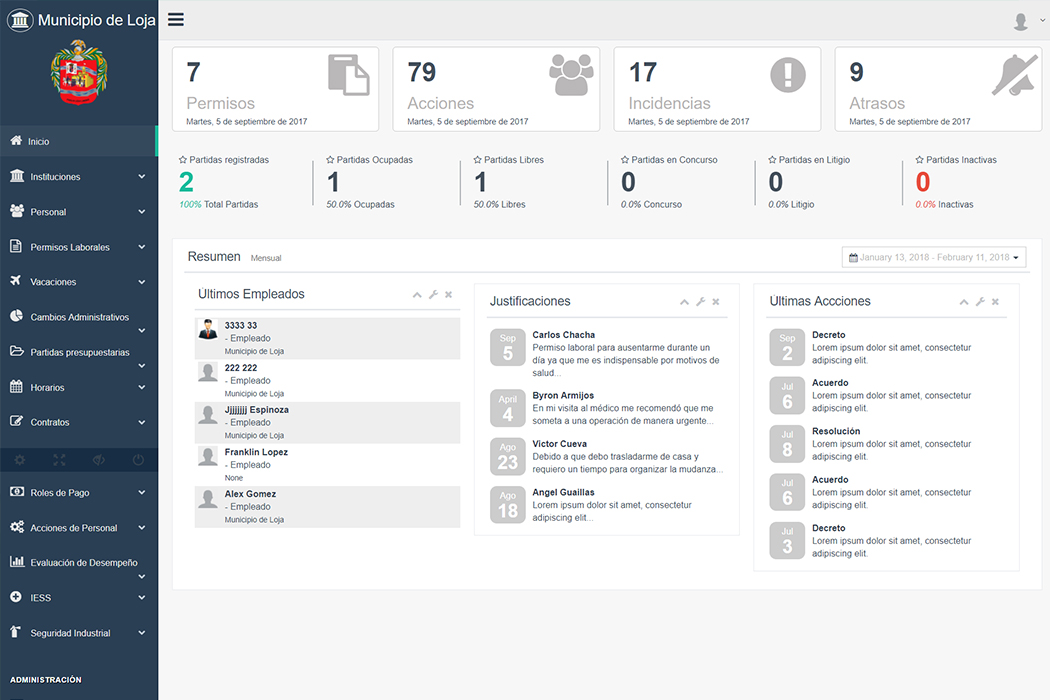 Municipio de Loja
Inicio
Instituciones
Personal
Permisos Laborales
Vacaciones
Cambios Administrativos
Partidas presupuestarias
Horarios
Contratos
Roles de Pago
Acciones de Personal
Evaluación de Desempeño
IESS
Seguridad Industrial
ADMINISTRACIÓN
7
Permisos
Martes, 5 de septiembre de 2017
79
Acciones
Martes, 5 de septiembre de 2017
17
Incidencias
Martes, 5 de septiembre de 2017
9
Atrasos
Martes, 5 de septiembre de 2017
Partidas registradas
2
100% Total Partidas
Partidas Ocupadas
1
50.0% Ocupadas
Partidas Libres
1
50.0% Libres
Partidas en Concurso
0
0.0% Concurso
Partidas en Litigio
0
0.0% Litigio
Partidas Inactivas
0
0.0% Inactivas
Resumen Mensual
January 13, 2018 - February 11, 2018
Últimos Empleados
3333 33
- Empleado
Municipio de Loja
222 222
- Empleado
Municipio de Loja
Jjjjjjjj Espinoza
- Empleado
Municipio de Loja
Franklin Lopez
- Empleado
None
Alex Gomez
- Empleado
Municipio de Loja
Justificaciones
Sep
5
Carlos Chacha
Permiso laboral para ausentarme durante un
día ya que me es indispensable por motivos de
salud...
April
4
Byron Armijos
En mi visita al médico me recomendó que me
someta a una operación de manera urgente...
Ago
23
Victor Cueva
Debido a que debo trasladarme de casa y
requiero un tiempo para organizar la mudanza...
Ago
18
Angel Guaillas
Lorem ipsum dolor sit amet, consectetur
adipiscing elit...
Últimas Accciones
Sep
2
Decreto
Lorem ipsum dolor sit amet, consectetur
adipiscing elit.
Jul
6
Acuerdo
Lorem ipsum dolor sit amet, consectetur
adipiscing elit.
Jul
8
Resolución
Lorem ipsum dolor sit amet, consectetur
adipiscing elit.
Jul
6
Acuerdo
Lorem ipsum dolor sit amet, consectetur
adipiscing elit.
Jul
3
Decreto
Lorem ipsum dolor sit amet, consectetur
adipiscing elit.